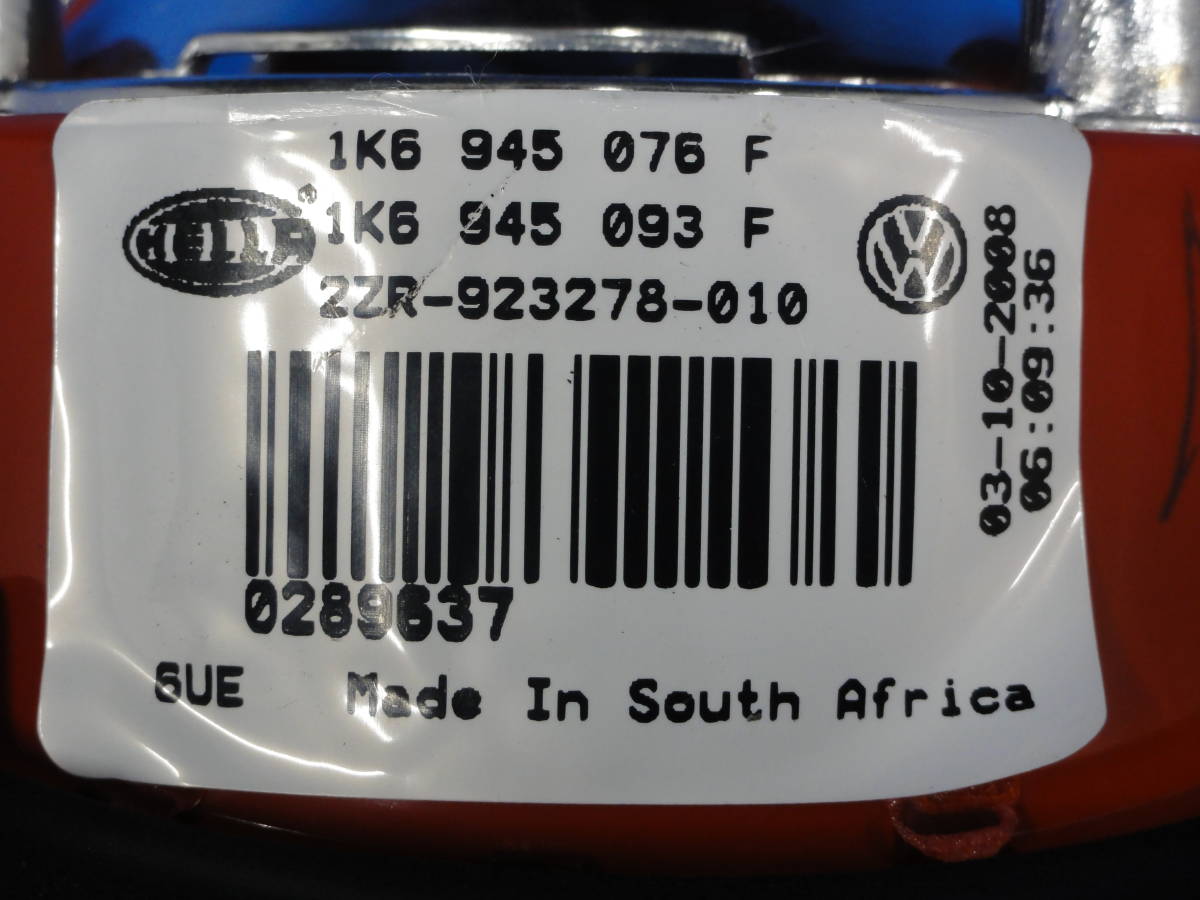 1K6 945 076 F
HELLA®
1K6 945 093 F
2ZR-923278-010
03-10-2008
06:09:36
0289637
6UE Made In South Africa